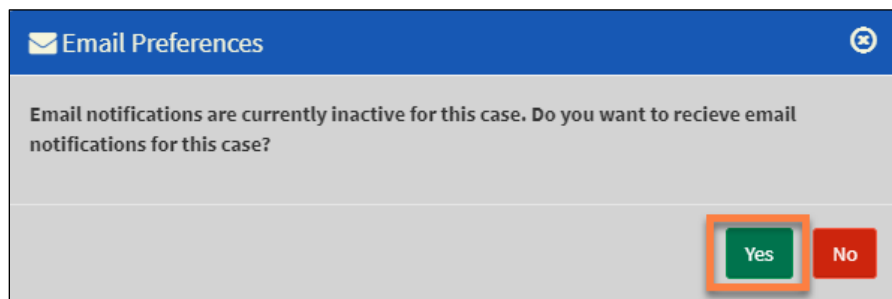 Email Preferences
Email notifications are currently inactive for this case. Do you want to recieve email
notifications for this case?
Yes No